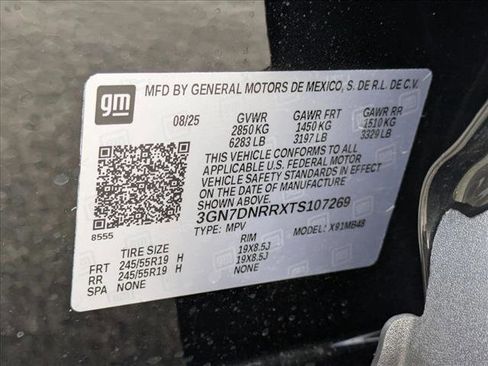 gm
MFD BY GENERAL MOTORS DE MEXICO, S. DE R.L. DE C.V.
08/25 GVWR GAWR FRT GAWR RR
2850 KG 1450 KG 1510 KG
6283 LB 3197 LB 3329 LB
THIS VEHICLE CONFORMS TO ALL
APPLICABLE U.S. FEDERAL MOTOR
VEHICLE SAFETY STANDARDS IN
EFFECT ON THE DATE OF
MANUFACTURE SHOWN ABOVE.
3GN7DNRRXTS107269
8555 TYPE: MPV MODEL: X91MB48
TIRE SIZE RIM
FRT 245/55R19 H 19X8.5J
RR 245/55R19 H 19X8.5J
SPA NONE NONE